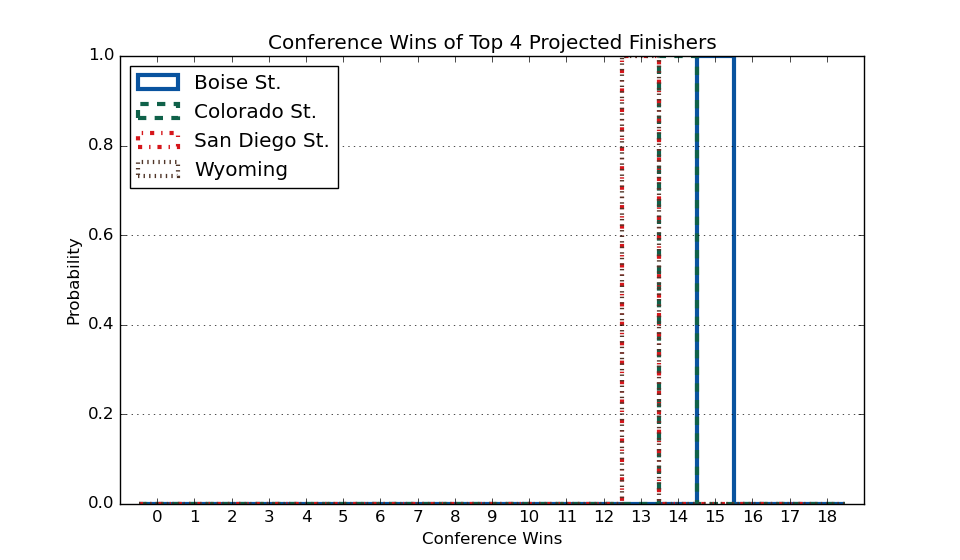 Conference Wins of Top 4 Projected Finishers
1.0
0.8
0.6
0.4
0.2
0.0
Probability
Boise St.
Colorado St.
San Diego St.
Wyoming
0 1 2 3 4 5 6 7 8 9 10 11 12 13 14 15 16 17 18
Conference Wins